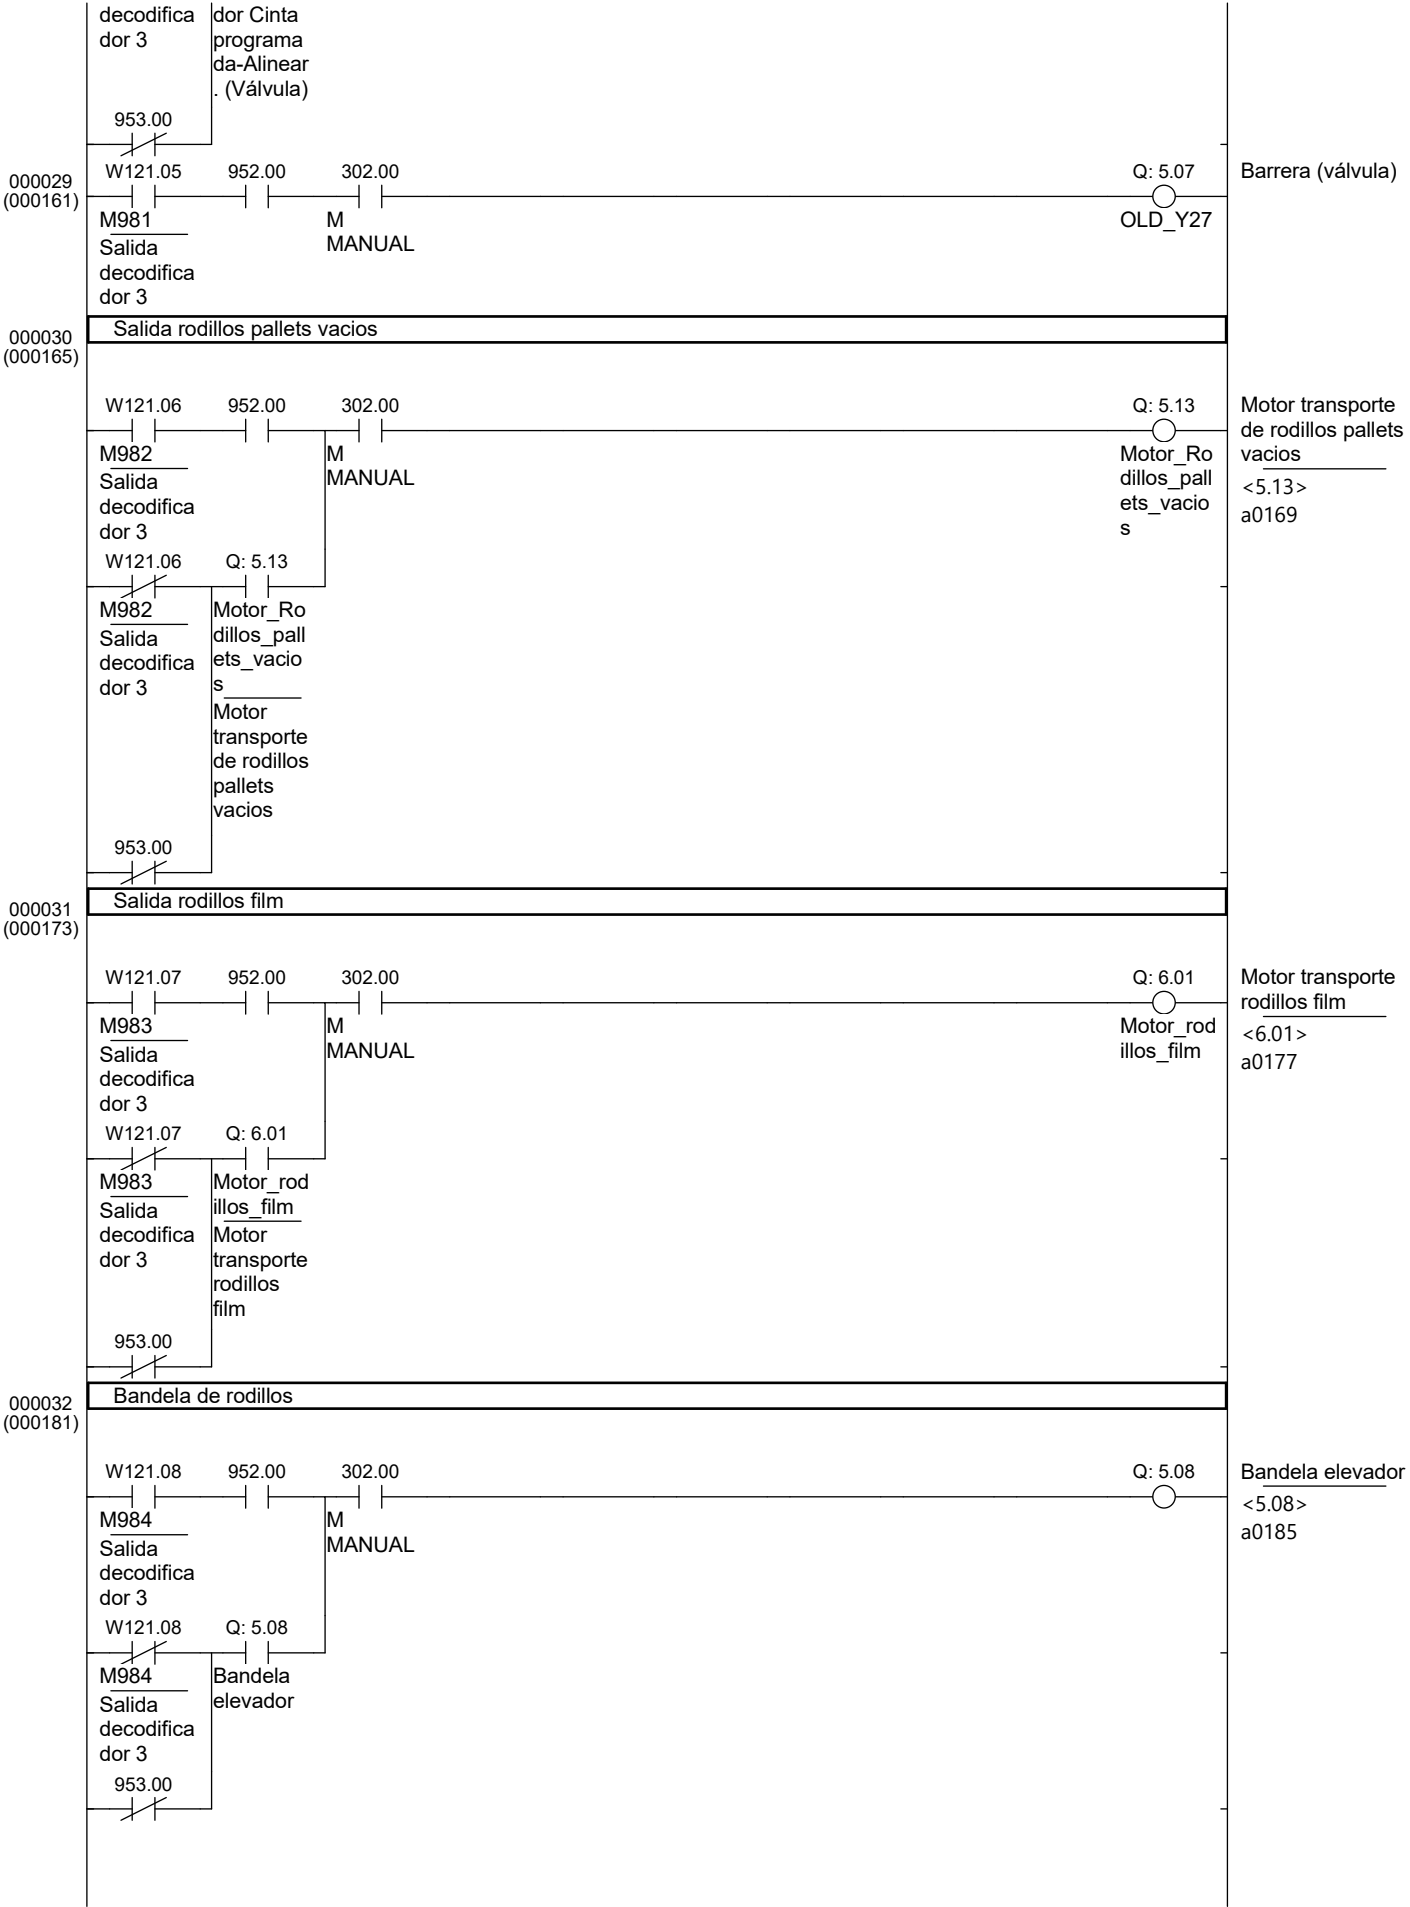 decodifica
dor 3
dor Cinta
programa
da-Alinear
. (Válvula)
953.00
000029
(000161)
W121.05
952.00
302.00
Q: 5.07
Barrera (válvula)
M981
Salida
decodifica
dor 3
M
MANUAL
OLD_Y27
000030
(000165)
Salida rodillos pallets vacios
W121.06
952.00
302.00
Q: 5.13
Motor transporte
de rodillos pallets
vacios
<5.13>
a0169
M982
Salida
decodifica
dor 3
M
MANUAL
Motor_Ro
dillos_pall
ets_vacio
s
W121.06
Q: 5.13
M982
Salida
decodifica
dor 3
Motor_Ro
dillos_pall
ets_vacio
s
Motor
transporte
de rodillos
pallets
vacios
953.00
000031
(000173)
Salida rodillos film
W121.07
952.00
302.00
Q: 6.01
Motor transporte
rodillos film
<6.01>
a0177
M983
Salida
decodifica
dor 3
M
MANUAL
Motor_rod
illos_film
W121.07
Q: 6.01
M983
Salida
decodifica
dor 3
Motor_rod
illos_film
Motor
transporte
rodillos
film
953.00
000032
(000181)
Bandela de rodillos
W121.08
952.00
302.00
Q: 5.08
Bandela elevador
<5.08>
a0185
M984
Salida
decodifica
dor 3
M
MANUAL
W121.08
Q: 5.08
M984
Salida
decodifica
dor 3
Bandela
elevador
953.00